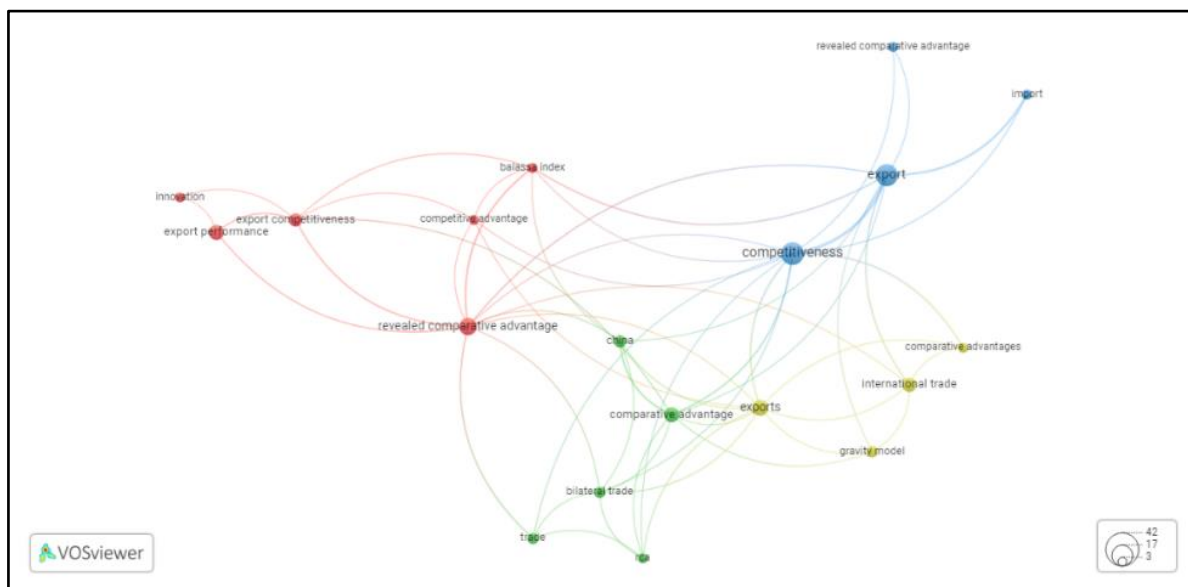 revealed comparative advantage
import
balassa index
export
innovation
export competitiveness
competitive advantage
export performance
competitiveness
revealed comparative advantage
china
comparative advantages
international trade
exports
comparative advantage
gravity model
bilateral trade
trade
rca
VOSviewer
42
17
3